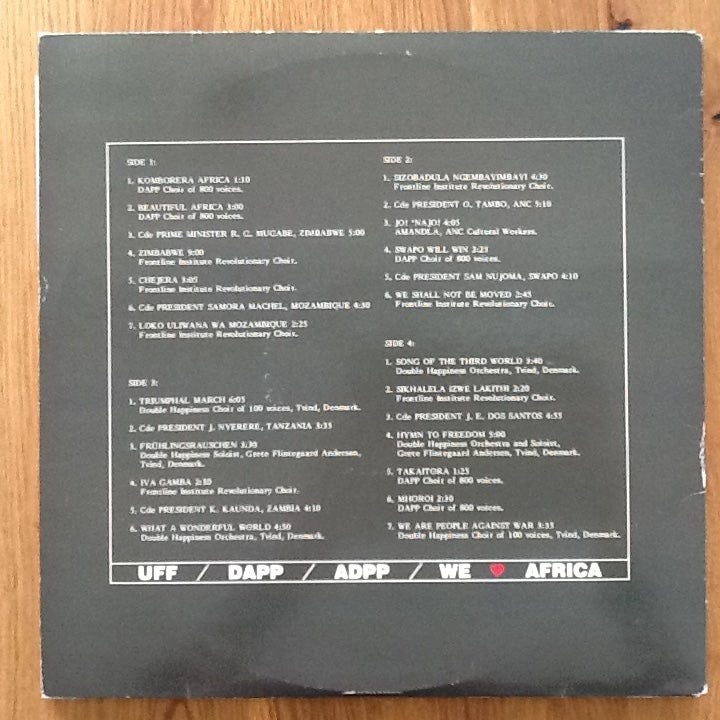 SIDE 1:
1. KOMBORERA AFRICA 1:10
DAPP Choir of 800 voices.
2. BEAUTIFUL AFRICA 3:00
DAPP Choir of 800 voices.
3. Cde PRIME MINISTER R. G. MUGABE, ZIMBABWE 5:00
4. ZIMBABWE 9:00
Frontline Institute Revolutionary Choir.
5. CHEJERA 3:05
Frontline Institute Revolutionary Choir.
6. Cde PRESIDENT SAMORA MACHEL, MOZAMBIQUE 4:30
7. LOKO ULIWANA WA MOZAMBIQUE 2:25
Frontline Institute Revolutionary Choir.
SIDE 2:
1. SIZOBADULA NGEMBAYIMBAYI 4:30
Frontline Institute Revolutionary Choir.
2. Cde PRESIDENT O. TAMBO, ANC 5:10
3. JO! 'NAJO! 4:05
AMANDLA, ANC Cultural Workers.
4. SWAPO WILL WIN 2:25
DAPP Choir of 800 voices.
5. Cde PRESIDENT SAM NUJOMA, SWAPO 4:10
6. WE SHALL NOT BE MOVED 2:45
Frontline Institute Revolutionary Choir.
SIDE 3:
1. TRIUMPHAL MARCH 6:05
Double Happiness Choir of 100 voices, Tvind, Denmark.
2. Cde PRESIDENT J. NYERERE, TANZANIA 3:35
3. FRÜHLINGSRAUSCHEN 3:30
Double Happiness Soloist, Grete Flintegaard Andersen,
Tvind, Denmark.
4. IVA GAMBA 2:10
Frontline Institute Revolutionary Choir.
5. Cde PRESIDENT K. KAUNDA, ZAMBIA 4:10
6. WHAT A WONDERFUL WORLD 4:50
Double Happiness Orchestra, Tvind, Denmark.
SIDE 4:
1. SONG OF THE THIRD WORLD 3:40
Double Happiness Orchestra, Tvind, Denmark.
2. SIKHALELA IZWE LAKITHI 2:20
Frontline Institute Revolutionary Choir.
3. Cde PRESIDENT J. E. DOS SANTOS 4:55
4. HYMN TO FREEDOM 5:00
Double Happiness Orchestra and Soloist,
Grete Flintegaard Andersen, Tvind, Denmark.
5. TAKAITORA 1:25
DAPP Choir of 800 voices.
6. MHOROI 2:30
DAPP Choir of 800 voices.
7. WE ARE PEOPLE AGAINST WAR 3:35
Double Happiness Choir of 100 voices, Tvind, Denmark.
UFF / DAPP / ADPP / WE ♥ AFRICA